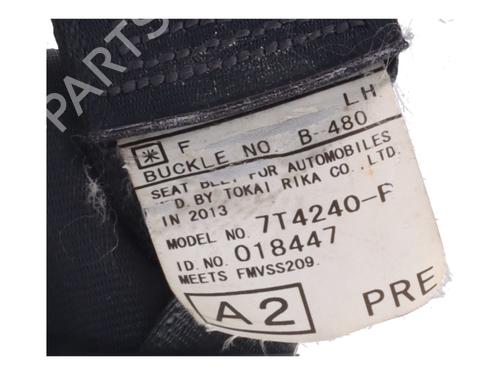 F LH
BUCKLE NO. B-480
SEAT BELT FOR AUTOMOBILES
BY TOKAI RIKA CO., LTD.
IN 2013
MODEL NO. 7T4240-P
ID.NO. 018447
MEETS FMVSS209.
A2 PRE
PARTS